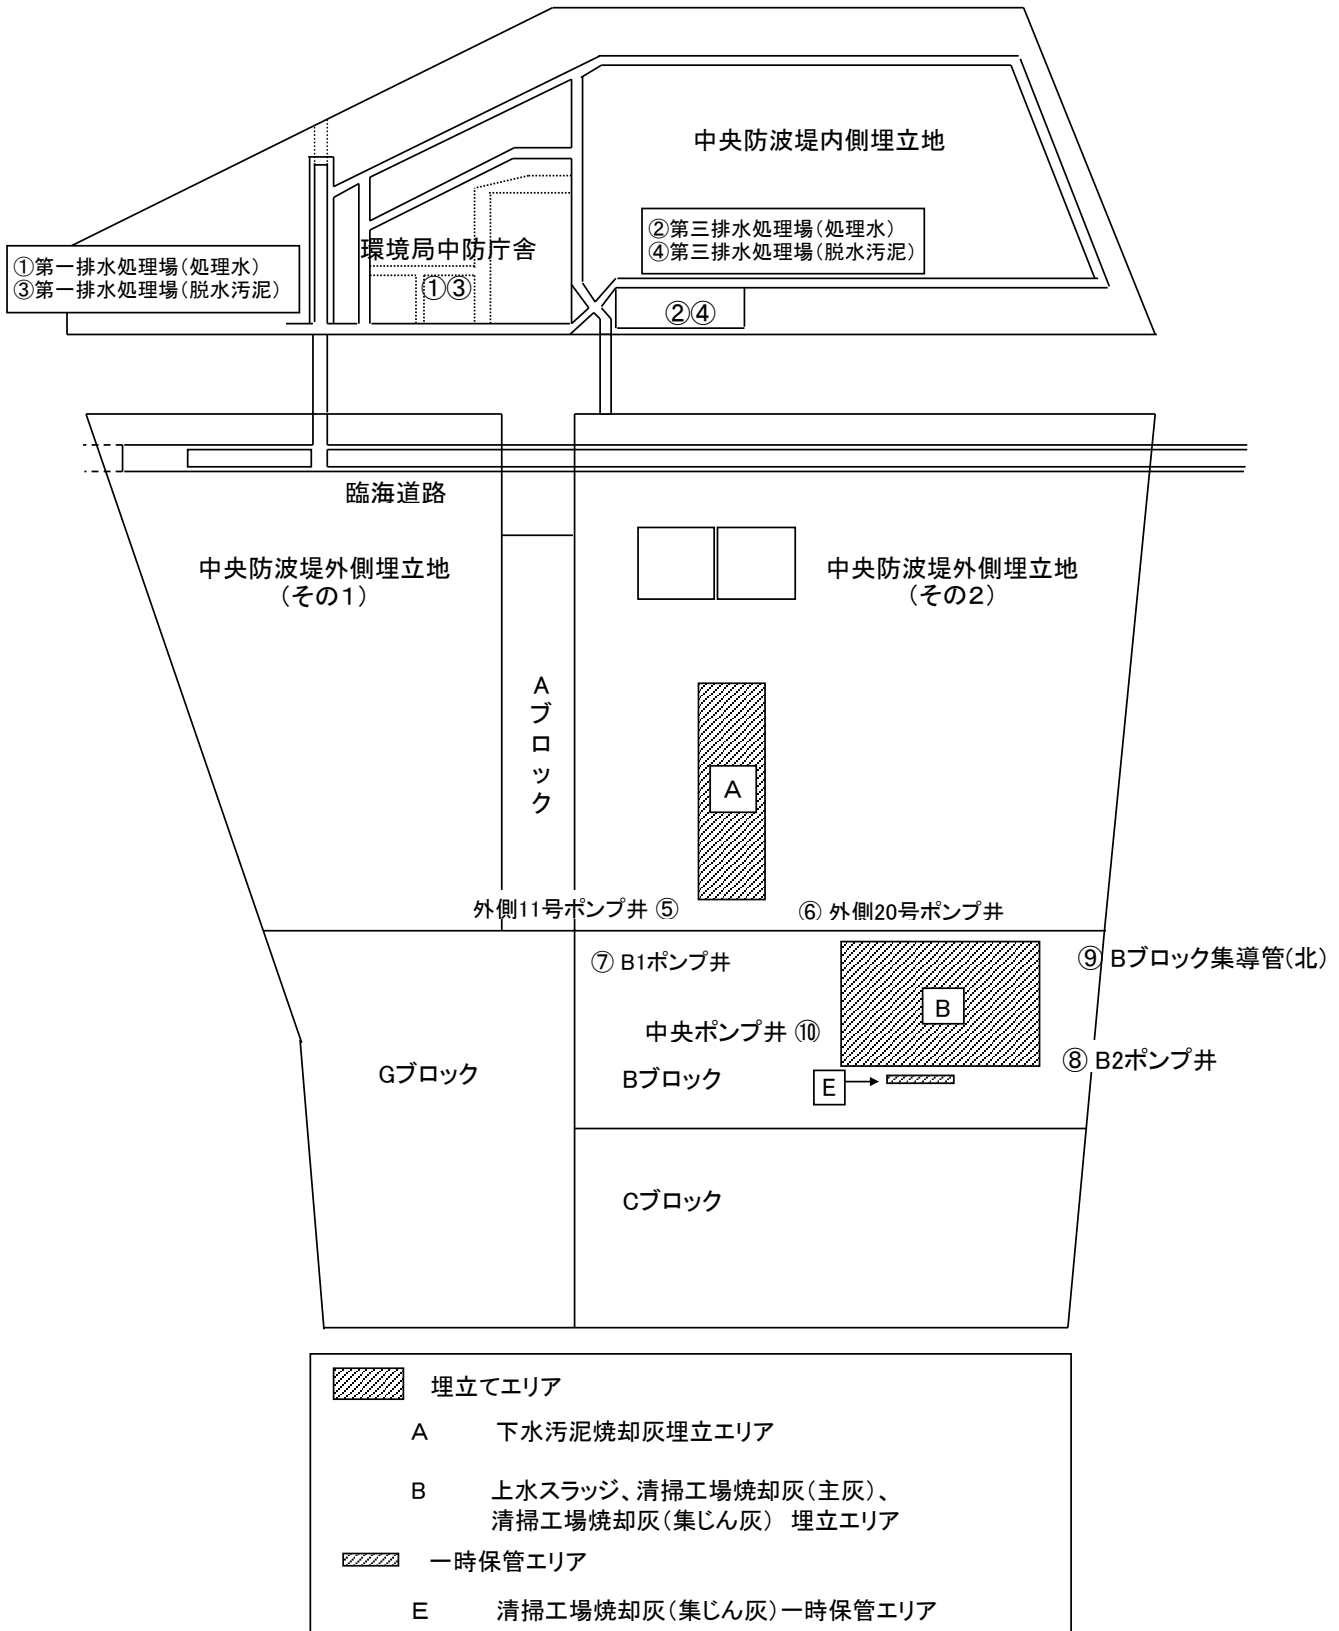 中央防波堤内側埋立地
②第三排水処理場(処理水)
④第三排水処理場(脱水汚泥)
環境局中防庁舎
①第一排水処理場(処理水)
③第一排水処理場(脱水汚泥)
①③
②④
臨海道路
中央防波堤外側埋立地
(その1)
中央防波堤外側埋立地
(その2)
Aブロック
A
外側11号ポンプ井 ⑤
⑥ 外側20号ポンプ井
⑦ B1ポンプ井
⑨ Bブロック集導管(北)
B
中央ポンプ井 ⑩
⑧ B2ポンプ井
Gブロック
Bブロック
E
Cブロック
埋立てエリア
A 下水汚泥焼却灰埋立エリア
B 上水スラッジ、清掃工場焼却灰(主灰)、
清掃工場焼却灰(集じん灰) 埋立エリア
一時保管エリア
E 清掃工場焼却灰(集じん灰)一時保管エリア